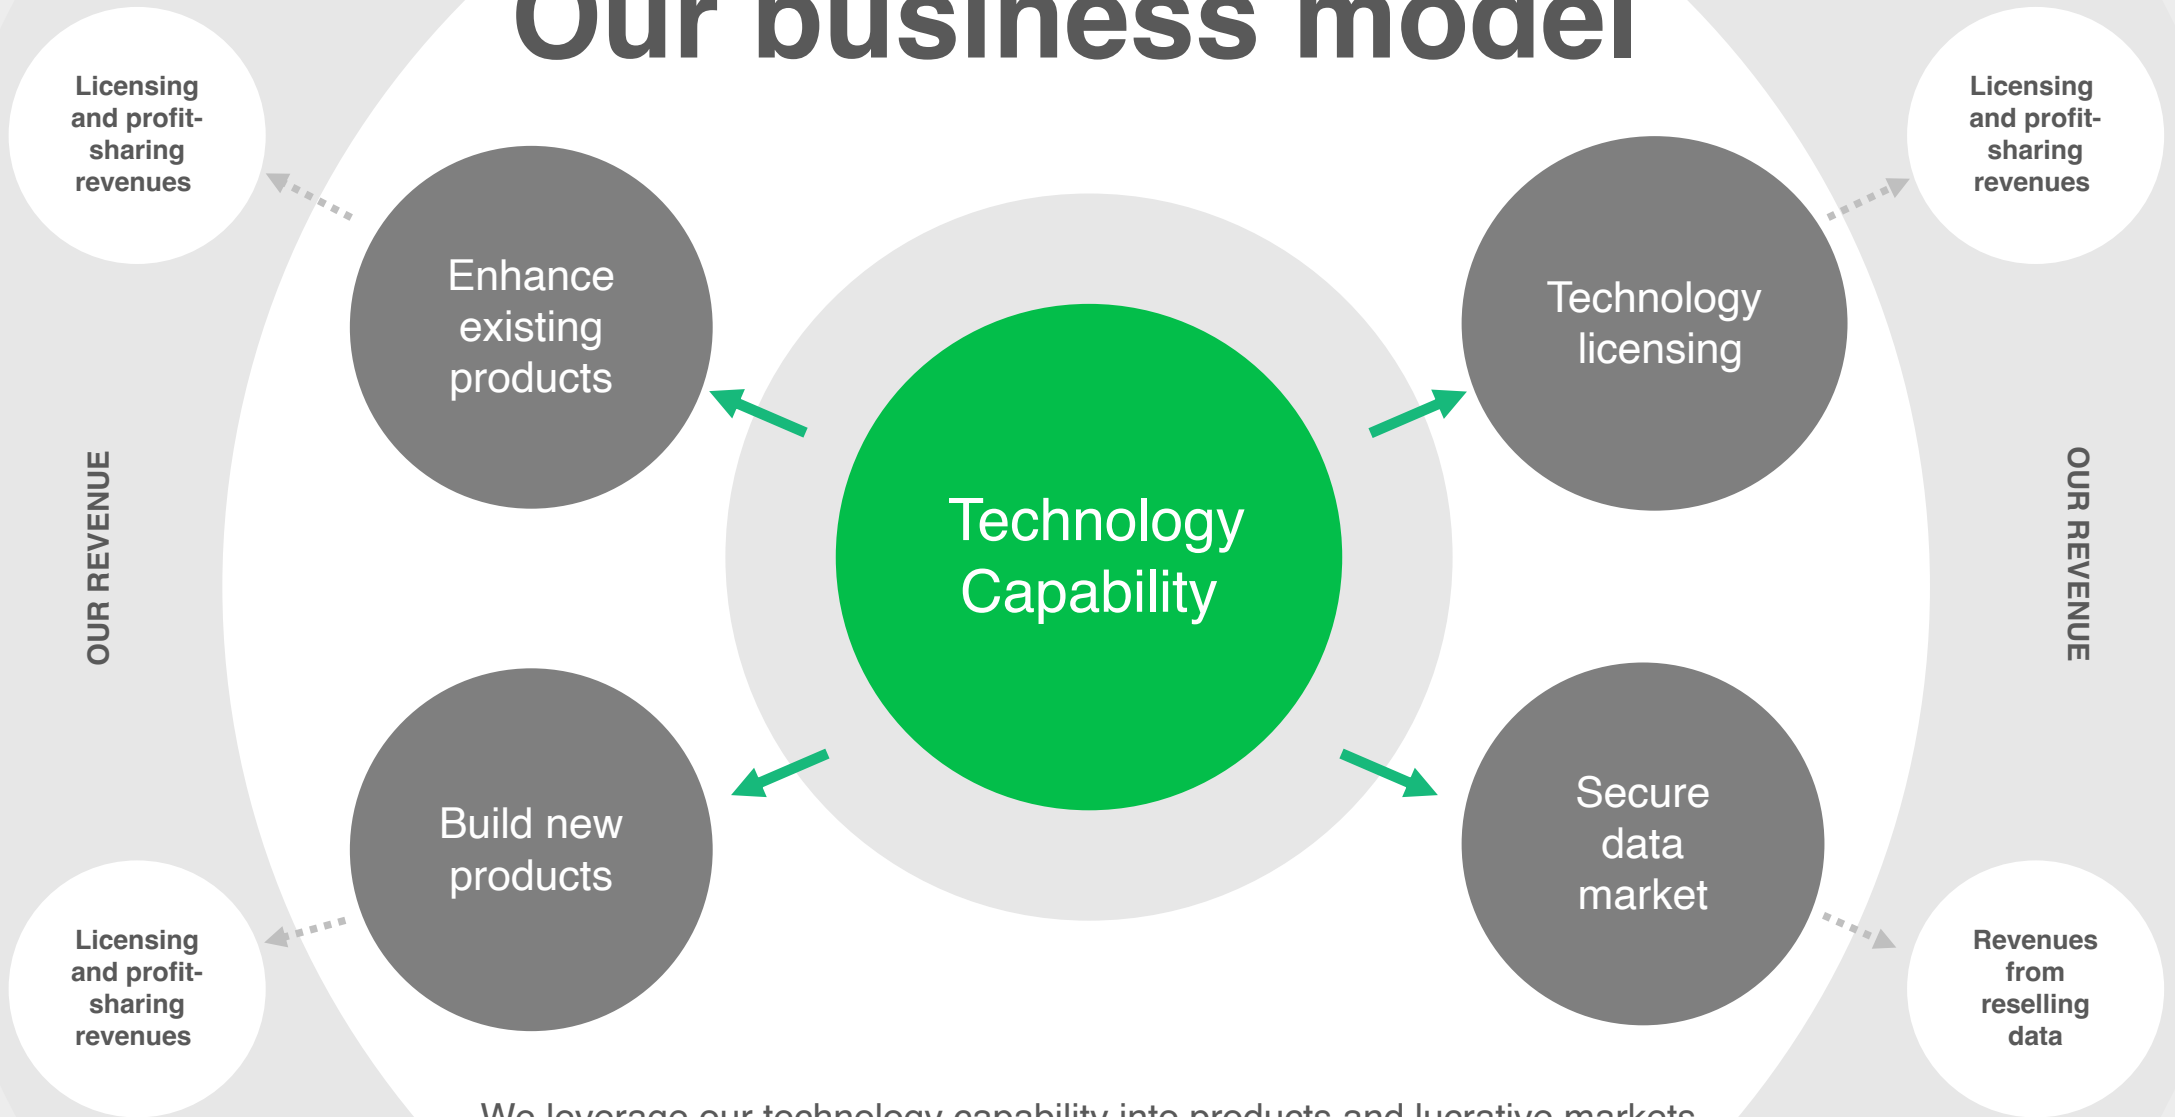 Our business model
Licensing
and profit-
sharing
revenues
Licensing
and profit-
sharing
revenues
Enhance
existing
products
Technology
licensing
OUR REVENUE
Technology
Capability
OUR REVENUE
Build new
products
Secure
data
market
Licensing
and profit-
sharing
revenues
Revenues
from
reselling
data
We leverage our technology capability into products and lucrative markets